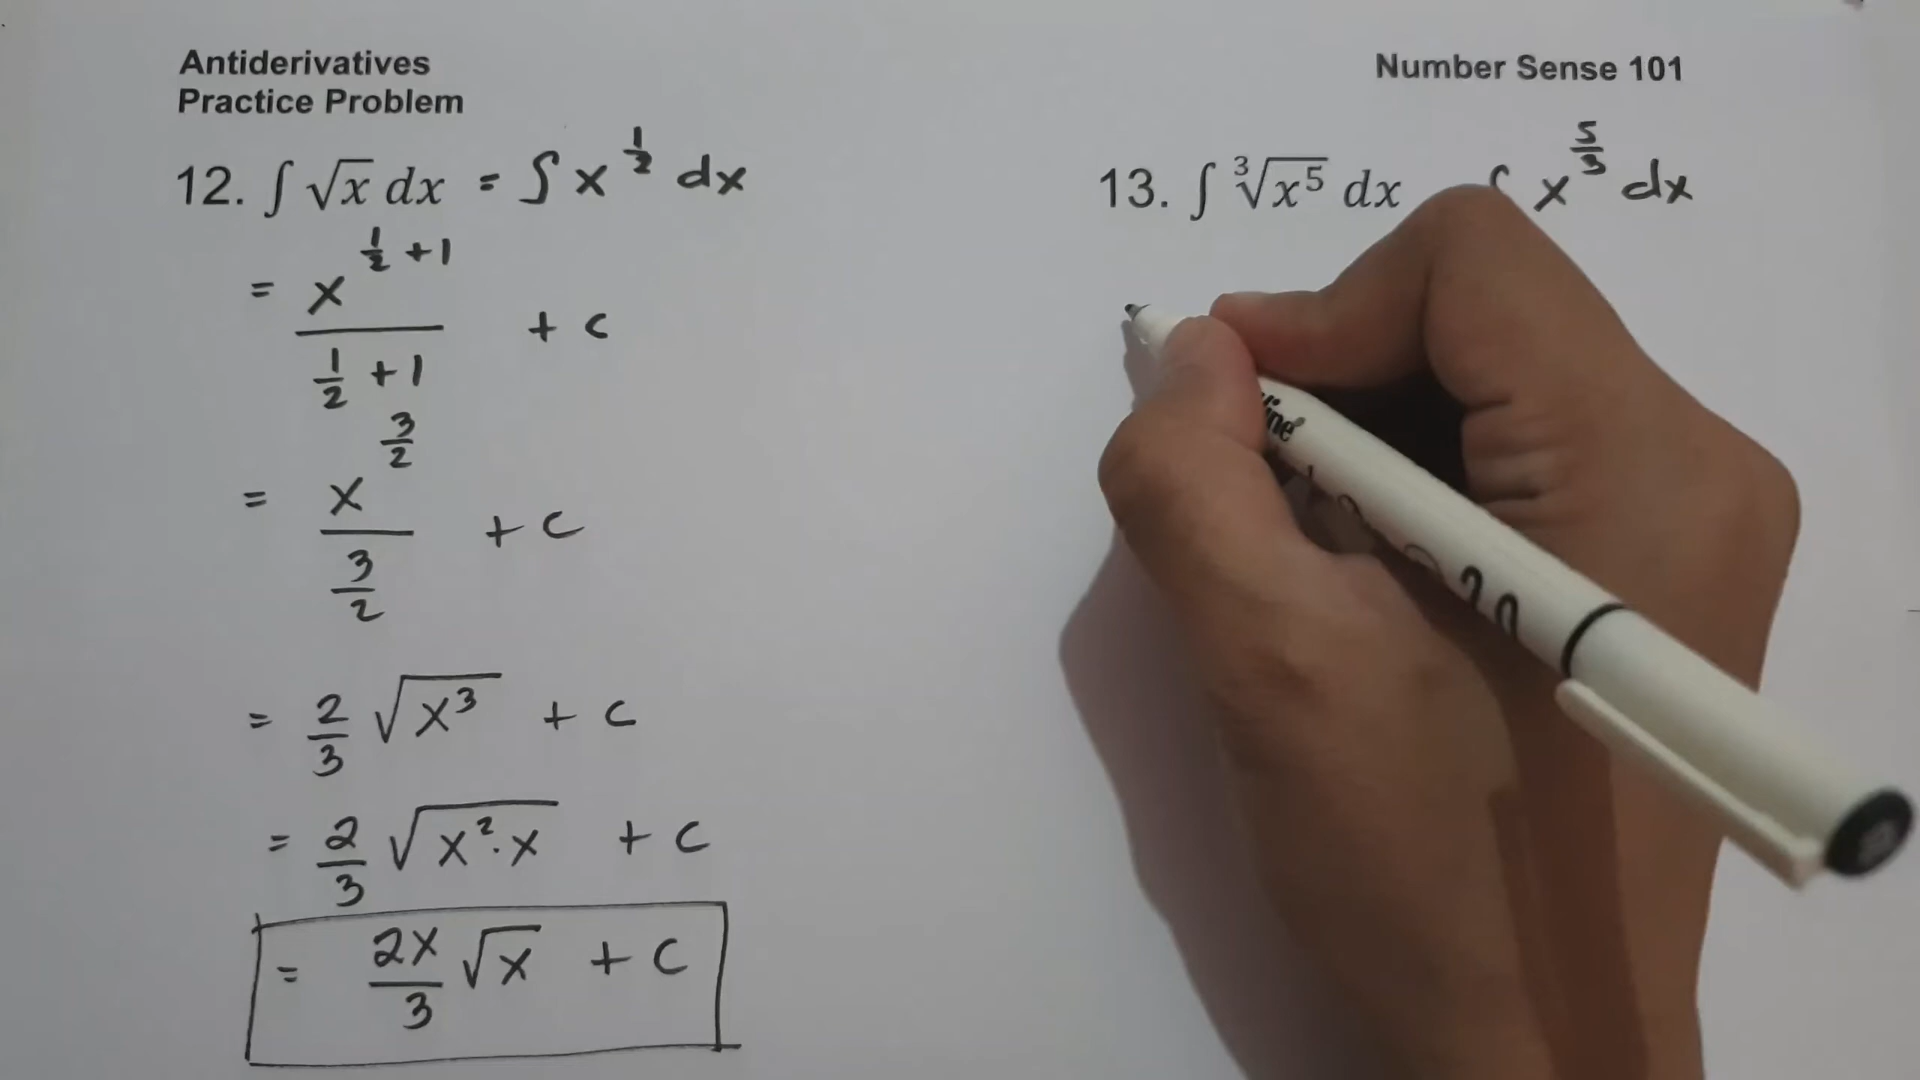 Antiderivatives
Practice Problem
Number Sense 101
12. ∫ √x dx = ∫ x^(1/2) dx
= x^(1/2 + 1) / (1/2 + 1) + c
= x^(3/2) / (3/2) + c
= 2/3 √(x³) + c
= 2/3 √(x²·x) + c
= 2x/3 √x + c
13. ∫ ∛(x⁵) dx ∫ x^(5/3) dx